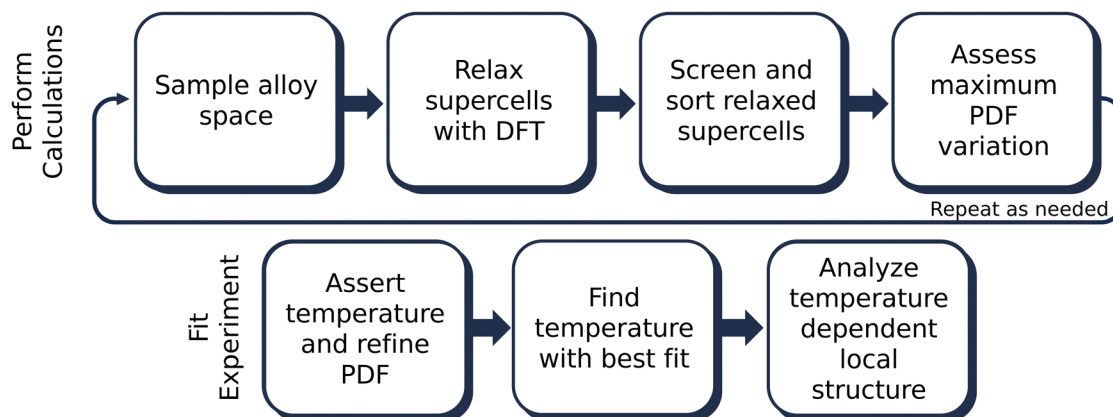 Perform
Calculations
Sample alloy
space
Relax
supercells
with DFT
Screen and
sort relaxed
supercells
Assess
maximum
PDF
variation
Repeat as needed
Fit
Experiment
Assert
temperature
and refine
PDF
Find
temperature
with best fit
Analyze
temperature
dependent
local
structure